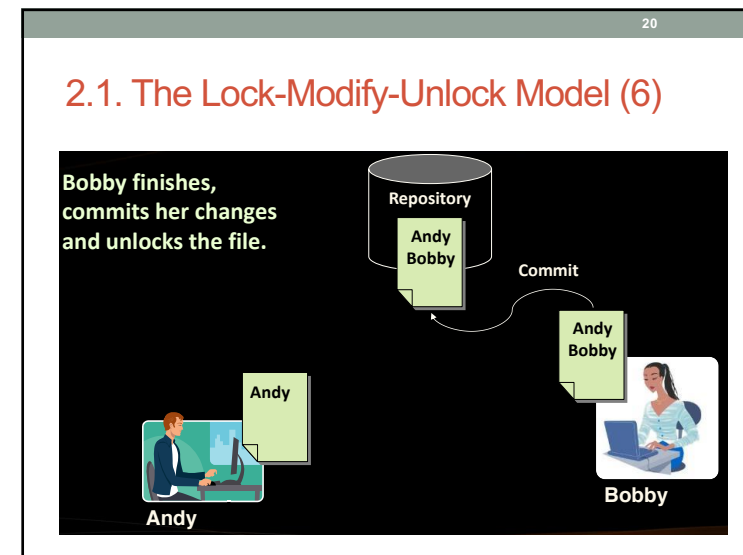 20
2.1. The Lock-Modify-Unlock Model (6)
Bobby finishes,
commits her changes
and unlocks the file.
Repository
Andy
Bobby
Commit
Andy
Bobby
Andy
Andy
Bobby